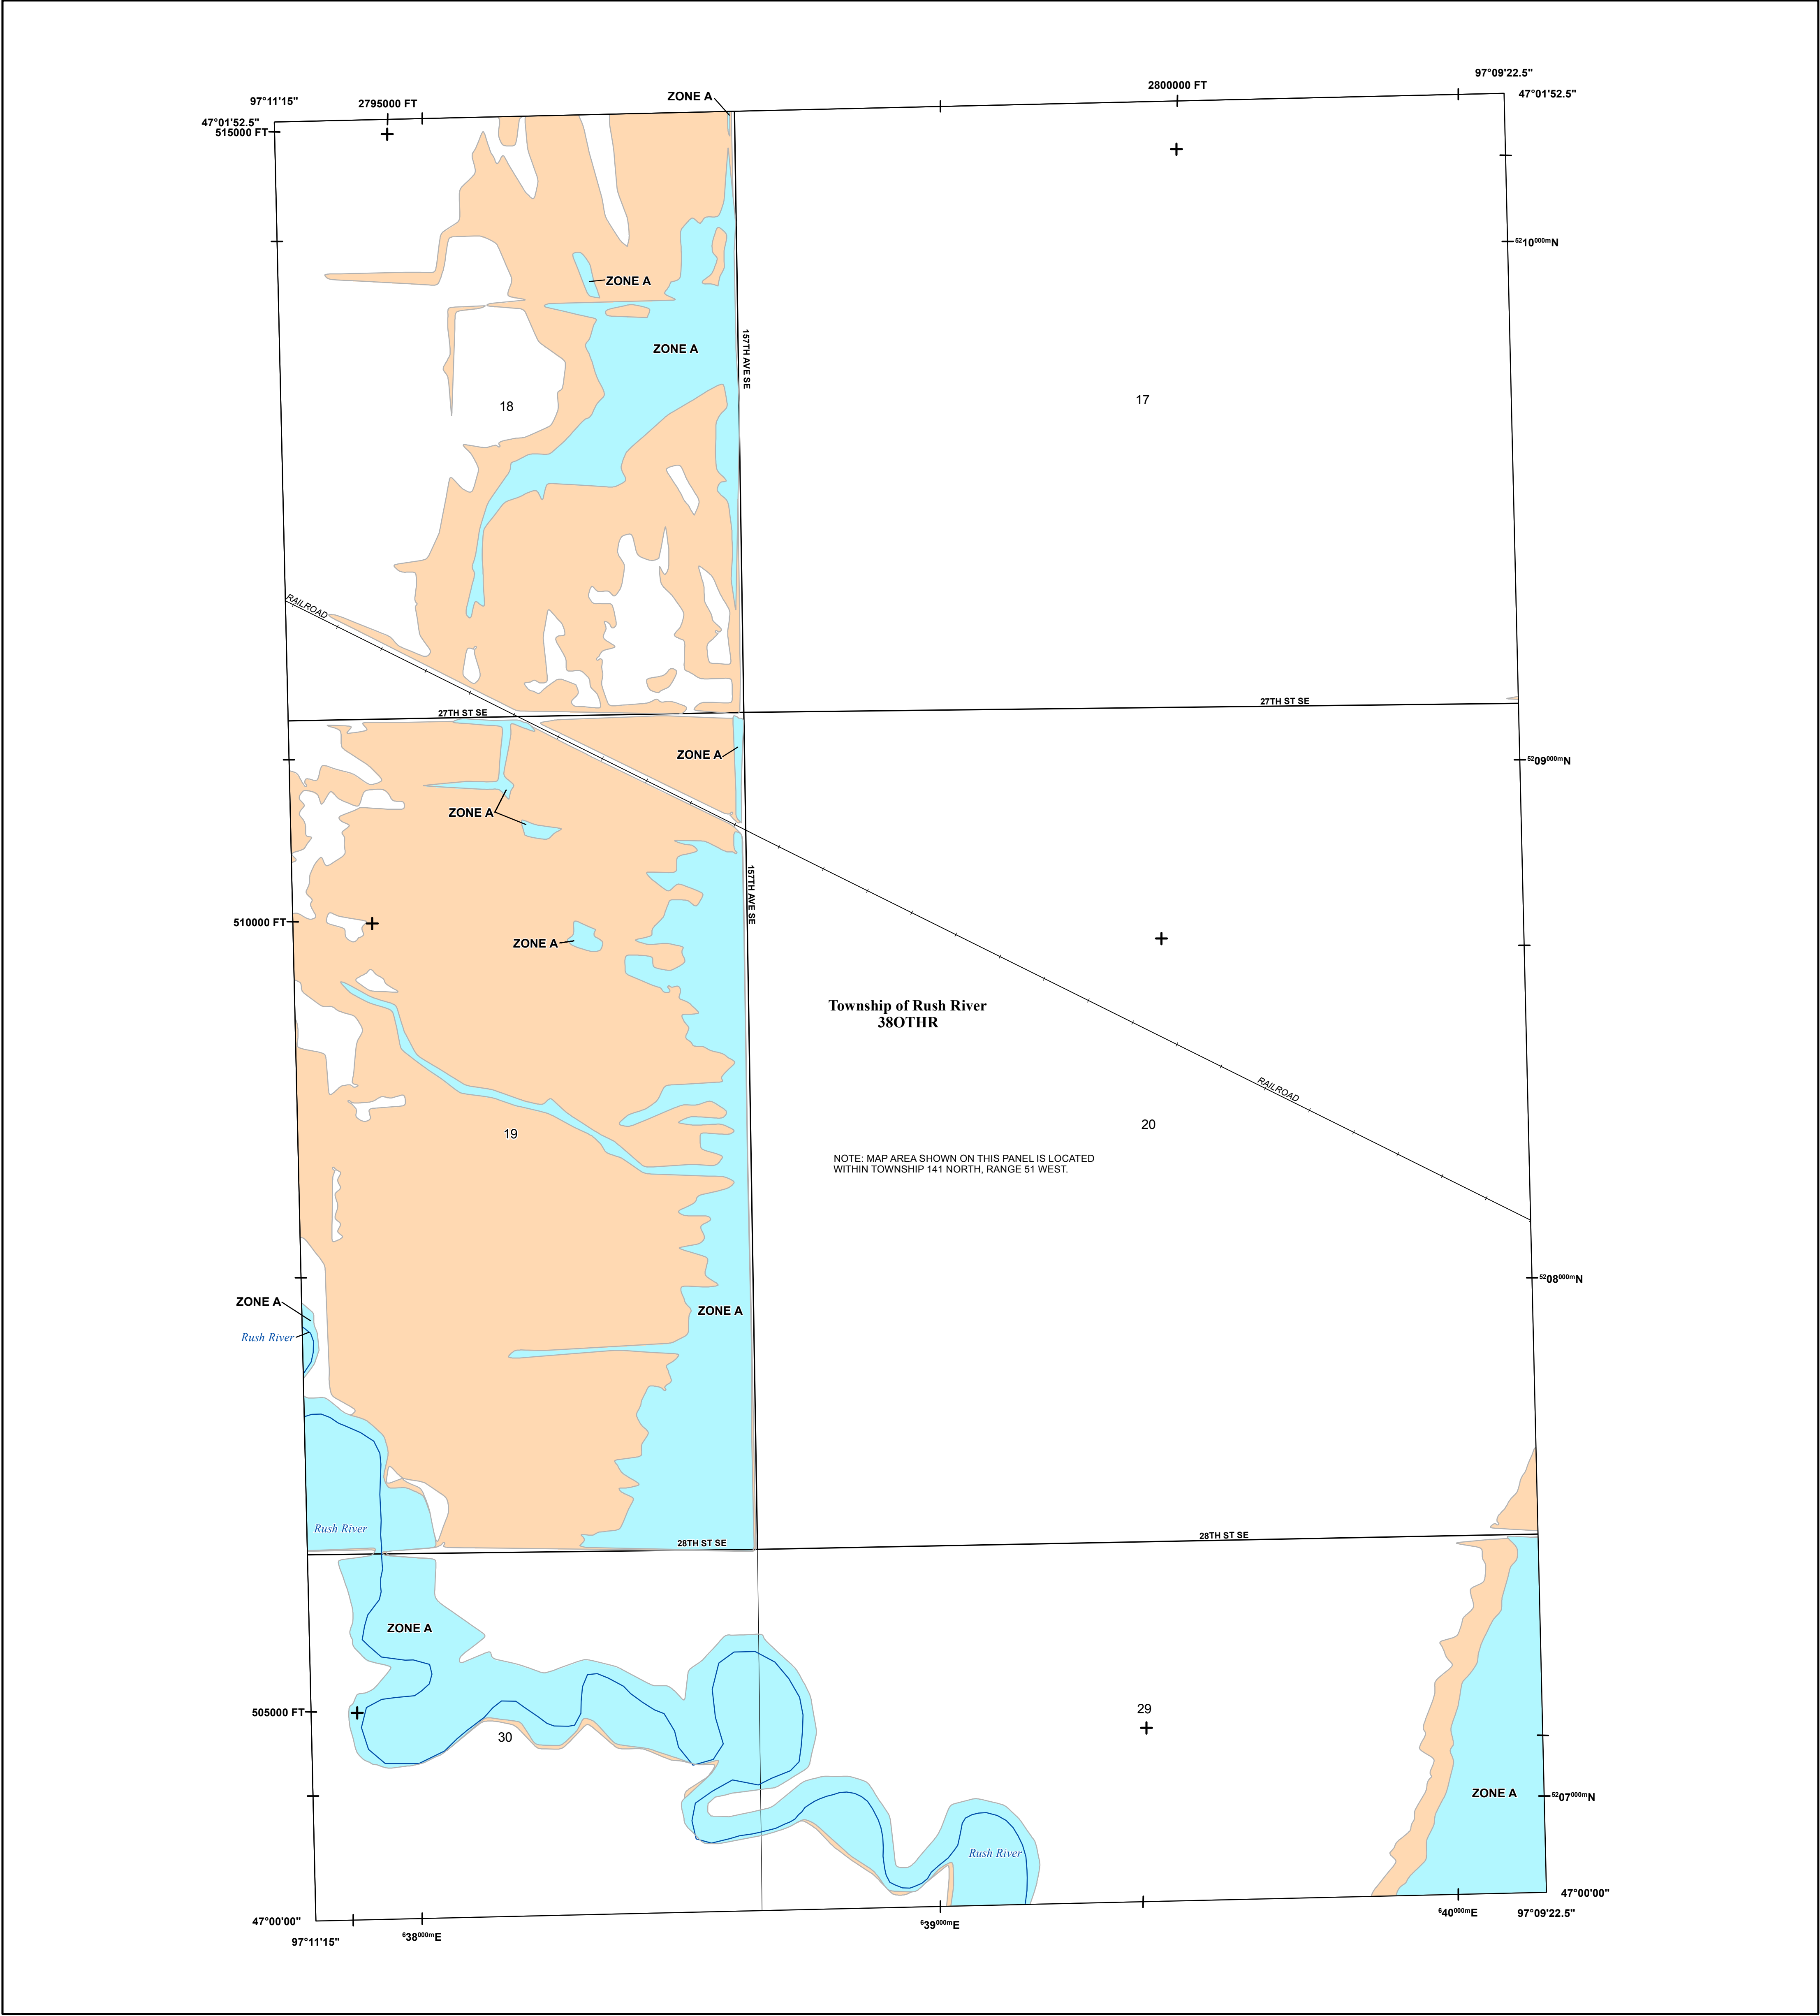 97°09'22.5"
2800000 FT
ZONE A
97°11'15"
2795000 FT
47°01'52.5"
47°01'52.5"
515000 FT
5210000mN
ZONE A
157TH AVE SE
ZONE A
18
17
RAILROAD
27TH ST SE
27TH ST SE
ZONE A
5209000mN
ZONE A
157TH AVE SE
510000 FT
ZONE A
Township of Rush River
38OTHR
RAILROAD
20
19
NOTE: MAP AREA SHOWN ON THIS PANEL IS LOCATED
WITHIN TOWNSHIP 141 NORTH, RANGE 51 WEST.
5208000mN
ZONE A
ZONE A
Rush River
Rush River
28TH ST SE
28TH ST SE
ZONE A
505000 FT
29
30
ZONE A
5207000mN
Rush River
47°00'00"
47°00'00"
97°11'15"
638000mE
639000mE
640000mE
97°09'22.5"